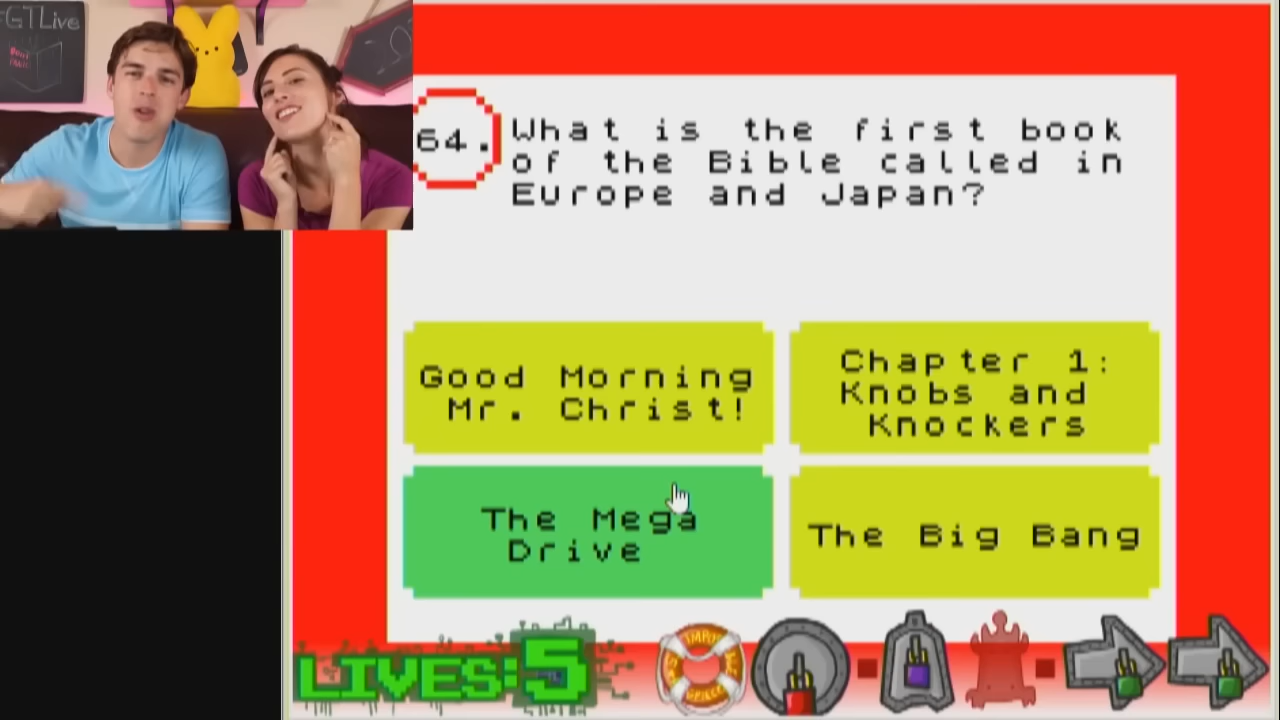 GTLive
64.
What is the first book
of the Bible called in
Europe and Japan?
Good Morning
Mr. Christ!
Chapter 1:
Knobs and
Knockers
The Mega
Drive
The Big Bang
LIVES:5